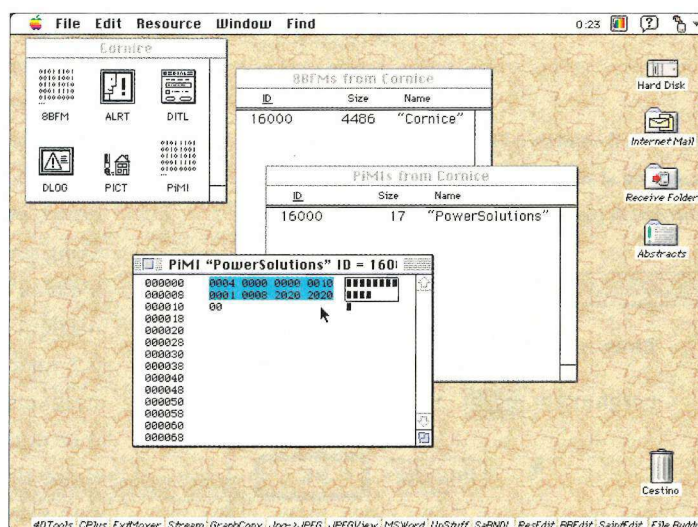 File Edit Resource Window Find 0:23
Cornice
8BFM ALRT DITL
DLOG PICT PiMI
8BFMs from Cornice
ID Size Name
16000 4486 "Cornice"
PiMIs from Cornice
ID Size Name
16000 17 "PowerSolutions"
PiMI "PowerSolutions" ID = 160
000000 0004 0000 0000 0010
000008 0001 0008 2020 2020
000010 00
000018
000020
000028
000030
000038
000040
000048
000050
000058
000060
000068
Hard Disk
Internet Mail
Receive Folder
Abstracts
Cestino
4DTools CPlus ExtMover Stream GraphConv Jpg->JPEG JPEGView MSWord UnStuff SaBNDL ResEdit BBEdit SaintEdit File Budd